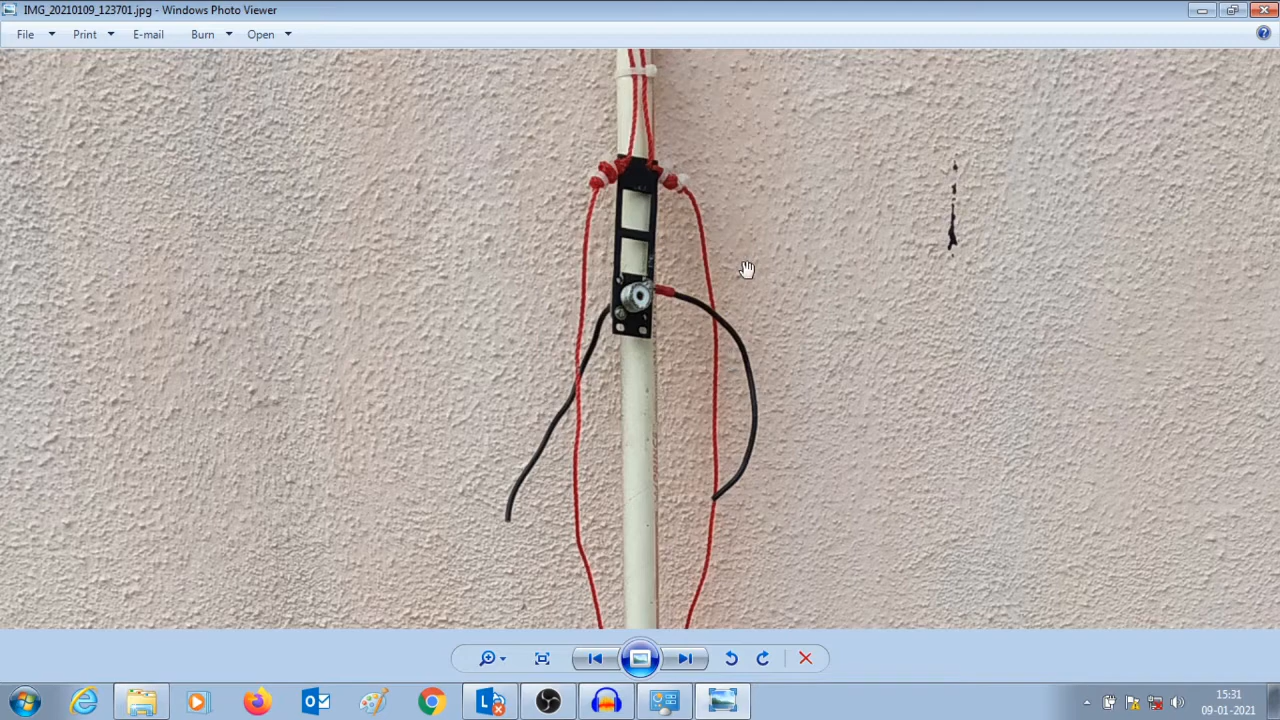 IMG_20210109_123701.jpg - Windows Photo Viewer
File Print E-mail Burn Open
15:31
09-01-2021